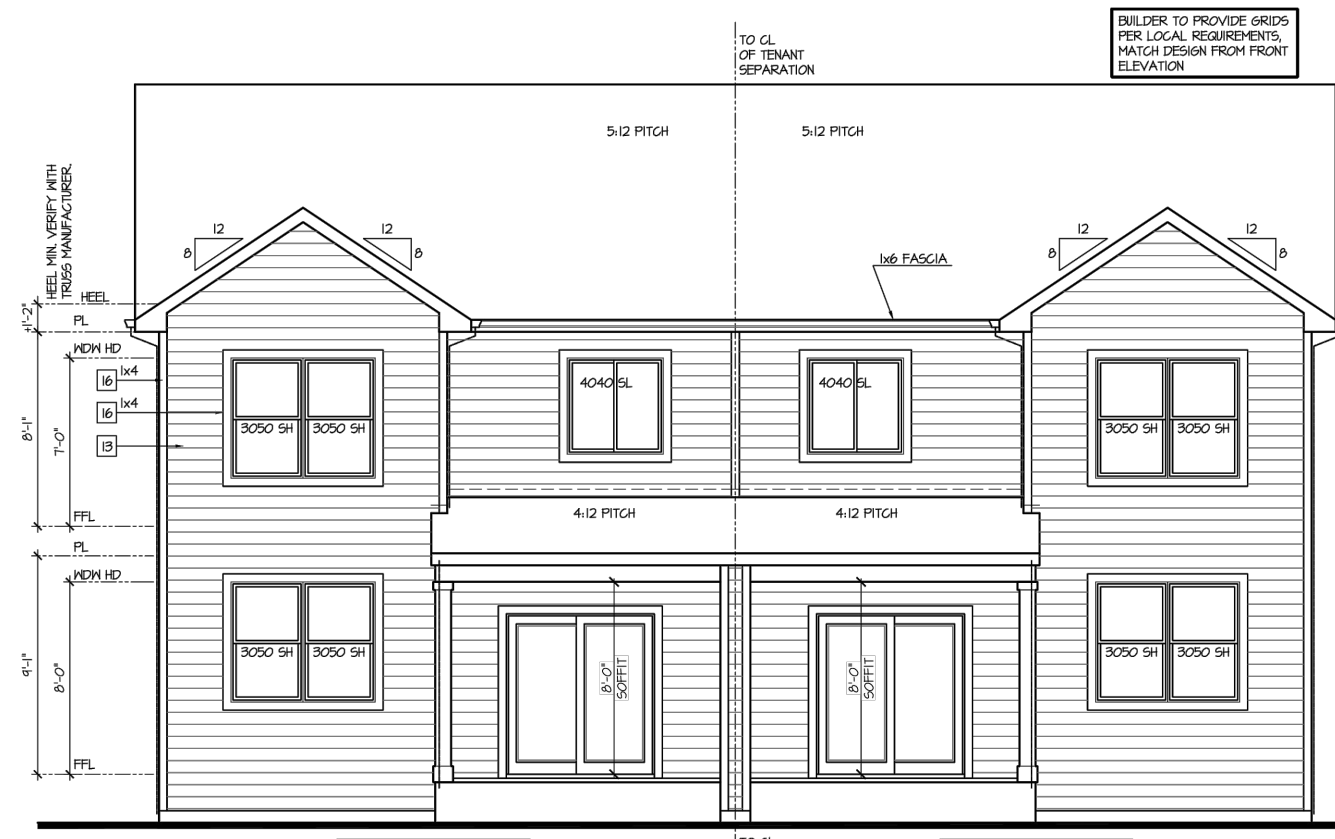 BUILDER TO PROVIDE GRIDS
PER LOCAL REQUIREMENTS,
MATCH DESIGN FROM FRONT
ELEVATION
TO CL
OF TENANT
SEPARATION
5:12 PITCH
5:12 PITCH
HEEL MIN. VERIFY WITH
TRUSS MANUFACTURER.
12
8
12
8
12
8
12
8
1x6 FASCIA
HEEL
+1'-2"
PL
WDW HD
16 1x4
16 1x4
13
8'-1"
7'-0"
4040 SL
4040 SL
3050 SH 3050 SH
3050 SH 3050 SH
FFL
4:12 PITCH
4:12 PITCH
PL
WDW HD
9'-1"
8'-0"
3050 SH 3050 SH
8'-0"
SOFFIT
8'-0"
SOFFIT
3050 SH 3050 SH
FFL